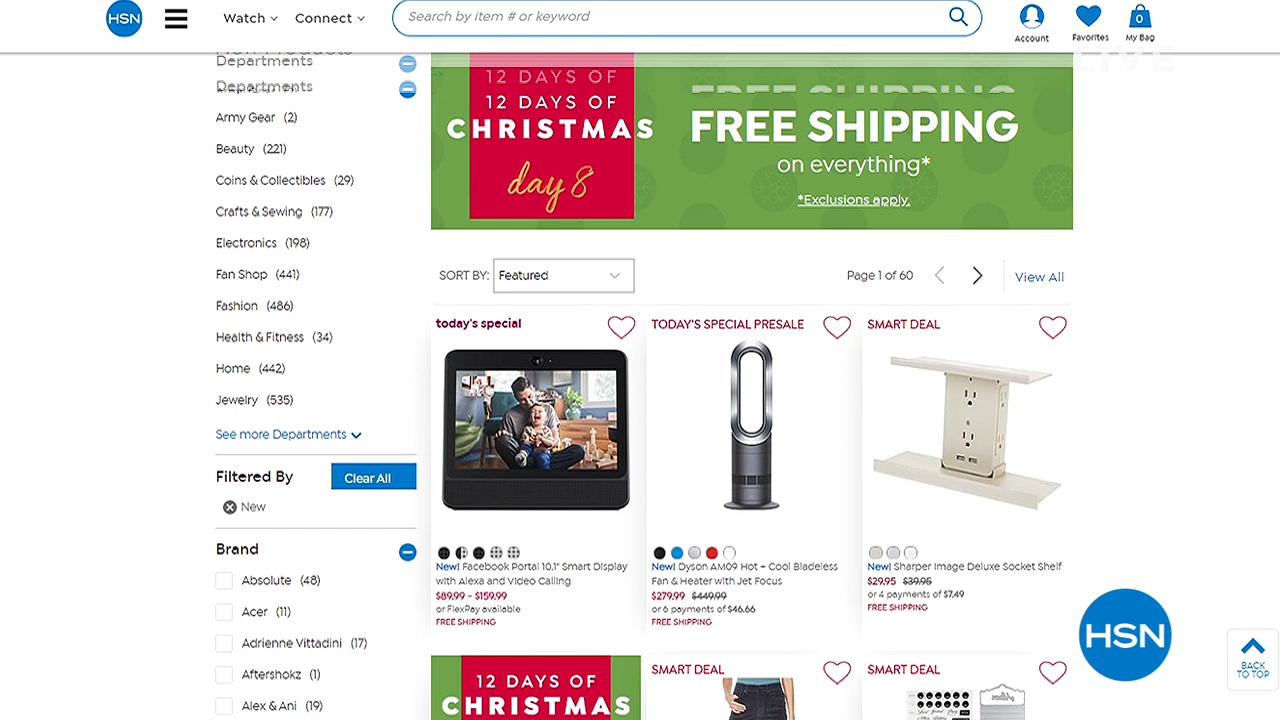 HSN
Watch
Connect
Search by item # or keyword
Account
Favorites
0
My Bag
LIVE
Departments
Departments
Army Gear (2)
Beauty (221)
Coins & Collectibles (29)
Crafts & Sewing (177)
Electronics (198)
Fan Shop (441)
Fashion (486)
Health & Fitness (34)
Home (442)
Jewelry (535)
See more Departments
Filtered By
Clear All
New
Brand
Absolute (48)
Acer (11)
Adrienne Vittadini (17)
Aftershokz (1)
Alex & Ani (19)
12 DAYS OF
12 DAYS OF
CHRISTMAS
day 8
FREE SHIPPING
on everything*
*Exclusions apply.
SORT BY:
Featured
Page 1 of 60
View All
today's special
New! Facebook Portal 10.1" Smart Display
with Alexa and Video Calling
$89.99 - $159.99
or FlexPay available
FREE SHIPPING
TODAY'S SPECIAL PRESALE
New! Dyson AM09 Hot + Cool Bladeless
Fan & Heater with Jet Focus
$279.99 $449.99
or 6 payments of $46.66
FREE SHIPPING
SMART DEAL
New! Sharper Image Deluxe Socket Shelf
$29.95 $39.95
or 4 payments of $7.49
FREE SHIPPING
12 DAYS OF
CHRISTMAS
SMART DEAL
SMART DEAL
HSN
BACK
TO TOP